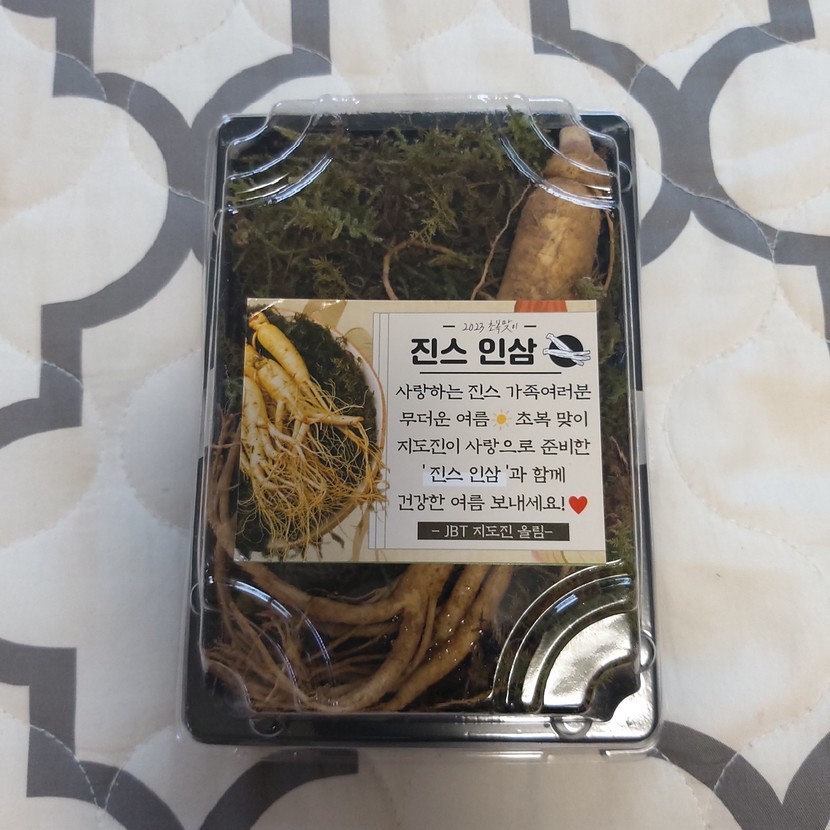 2023 초복맞이
진스 인삼
사랑하는 진스 가족여러분
무더운 여름☀️ 초복 맞이
지도진이 사랑으로 준비한
'진스 인삼'과 함께
건강한 여름 보내세요!❤️
- JBT 지도진 올림-